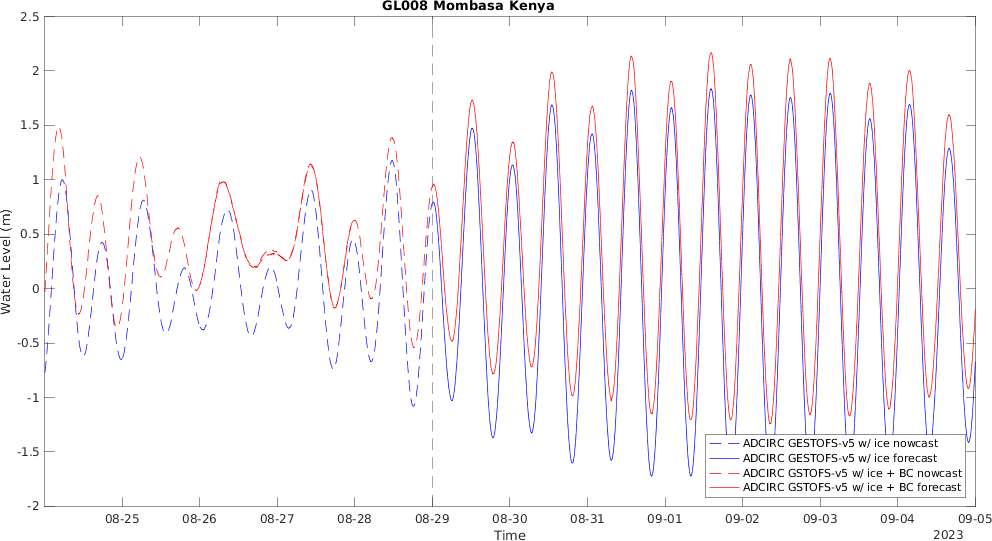 GL008 Mombasa Kenya
2.5
2
1.5
1
0.5
0
-0.5
-1
-1.5
-2
Water Level (m)
ADCIRC GESTOFS-v5 w/ ice nowcast
ADCIRC GESTOFS-v5 w/ ice forecast
ADCIRC GSTOFS-v5 w/ ice + BC nowcast
ADCIRC GSTOFS-v5 w/ ice + BC forecast
08-25 08-26 08-27 08-28 08-29 08-30 08-31 09-01 09-02 09-03 09-04 09-05
Time
2023